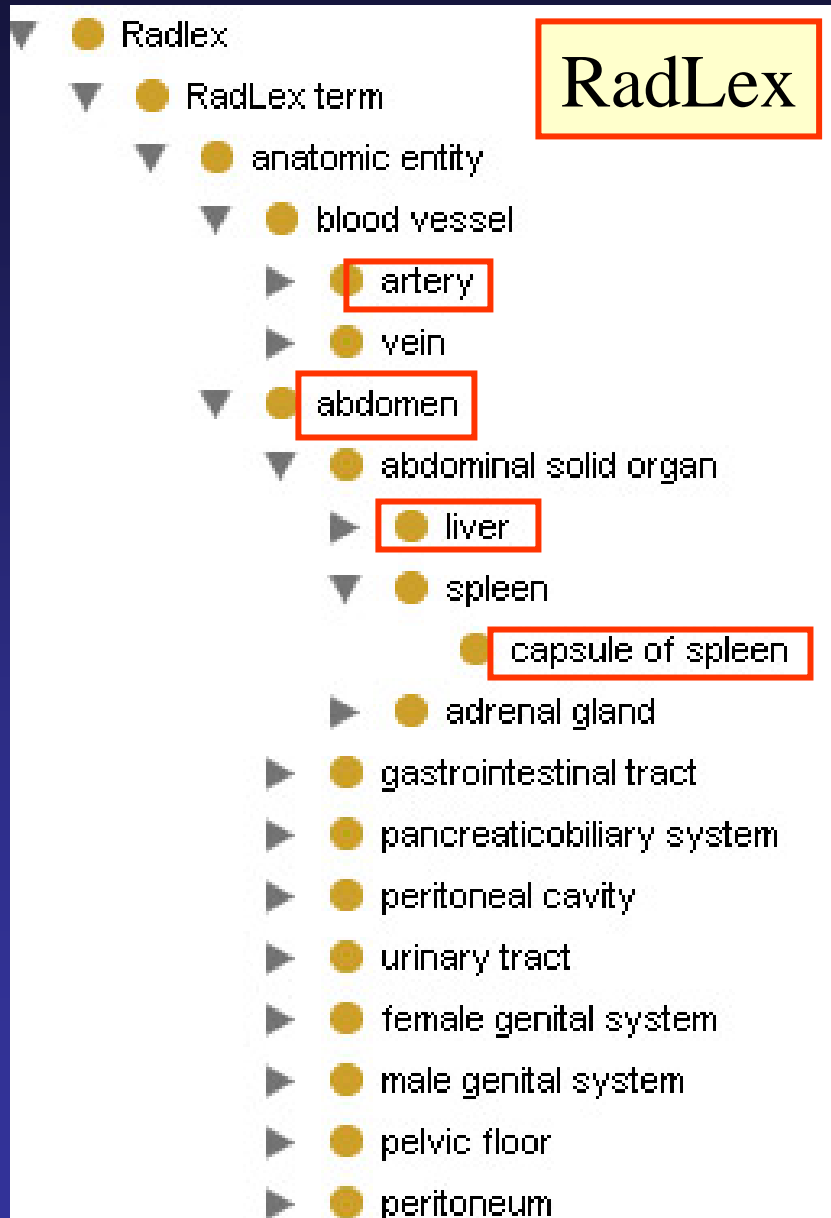 Radlex
RadLex
RadLex term
anatomic entity
blood vessel
artery
vein
abdomen
abdominal solid organ
liver
spleen
capsule of spleen
adrenal gland
gastrointestinal tract
pancreaticobiliary system
peritoneal cavity
urinary tract
female genital system
male genital system
pelvic floor
peritoneum